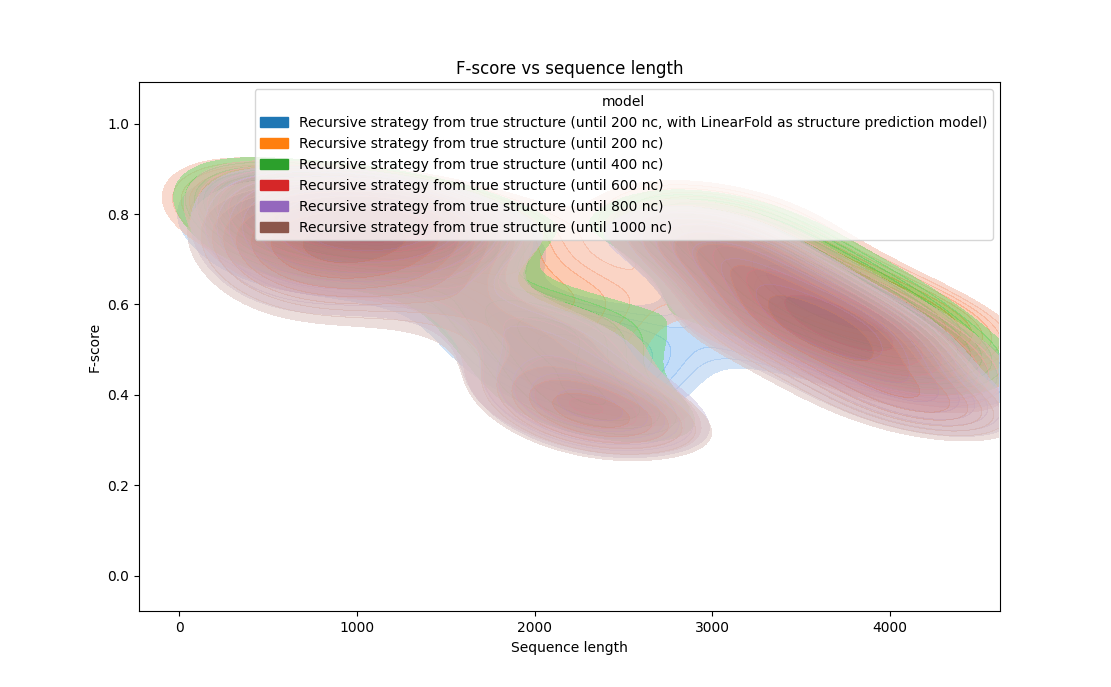 F-score vs sequence length
model
Recursive strategy from true structure (until 200 nc, with LinearFold as structure prediction model)
Recursive strategy from true structure (until 200 nc)
Recursive strategy from true structure (until 400 nc)
Recursive strategy from true structure (until 600 nc)
Recursive strategy from true structure (until 800 nc)
Recursive strategy from true structure (until 1000 nc)
F-score
1.0
0.8
0.6
0.4
0.2
0.0
0 1000 2000 3000 4000
Sequence length